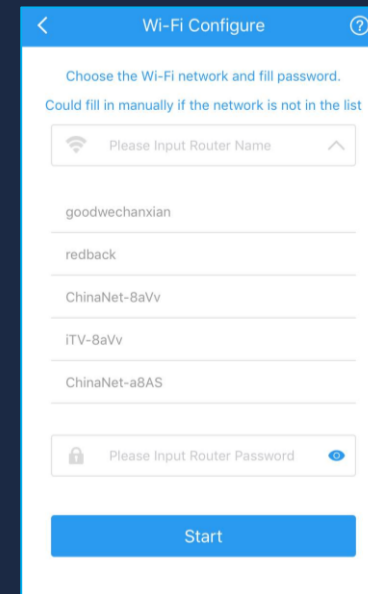 Wi-Fi Configure
Choose the Wi-Fi network and fill password.
Could fill in manually if the network is not in the list
Please Input Router Name
goodwechanxian
redback
ChinaNet-8aVv
iTV-8aVv
ChinaNet-a8AS
Please Input Router Password
Start